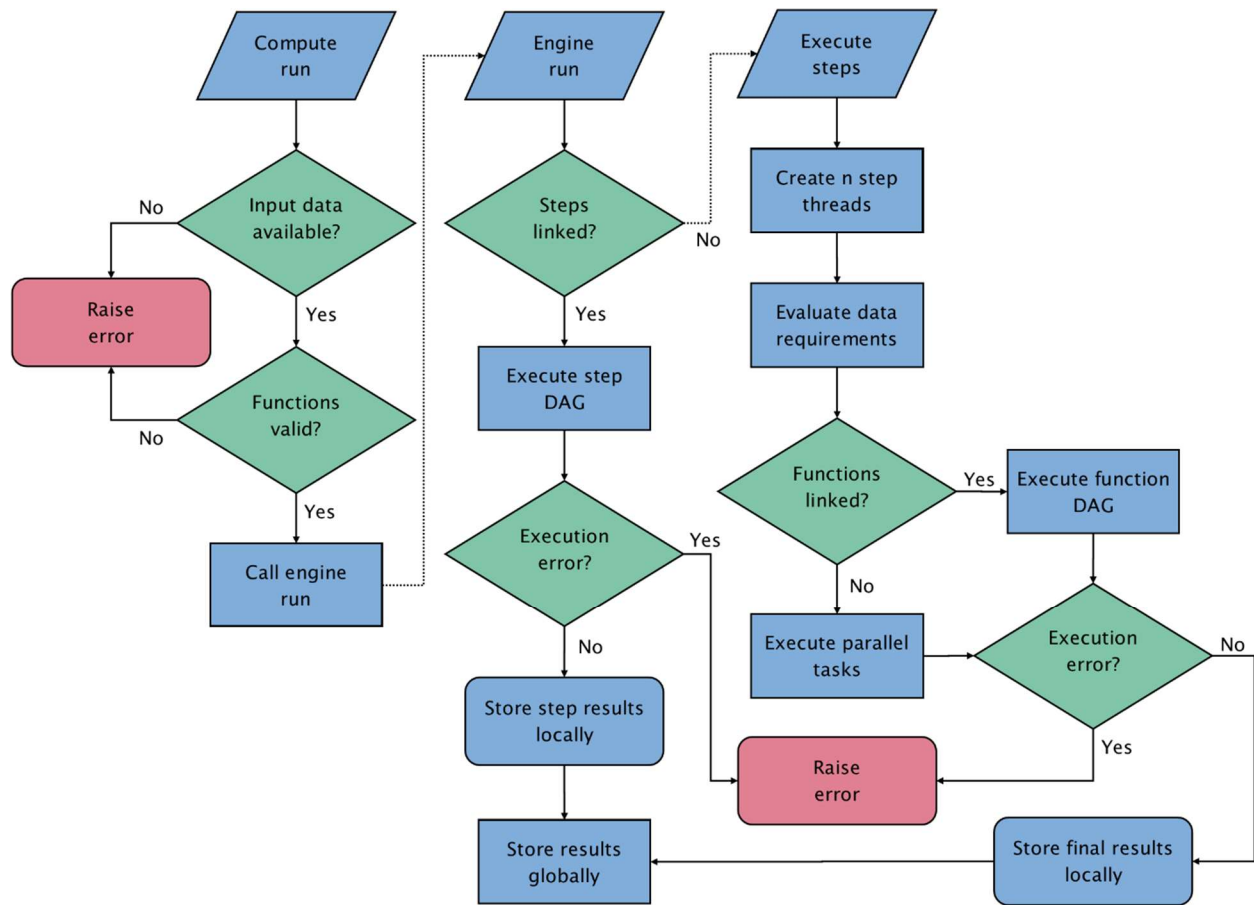 Compute
run
Input data
available?
No
Yes
Raise
error
Functions
valid?
No
Yes
Call engine
run
Engine
run
Steps
linked?
No
Yes
Execute step
DAG
Execution
error?
Yes
No
Store step results
locally
Store results
globally
Execute
steps
Create n step
threads
Evaluate data
requirements
Functions
linked?
Yes
No
Execute function
DAG
Execute parallel
tasks
Execution
error?
No
Yes
Raise
error
Store final results
locally